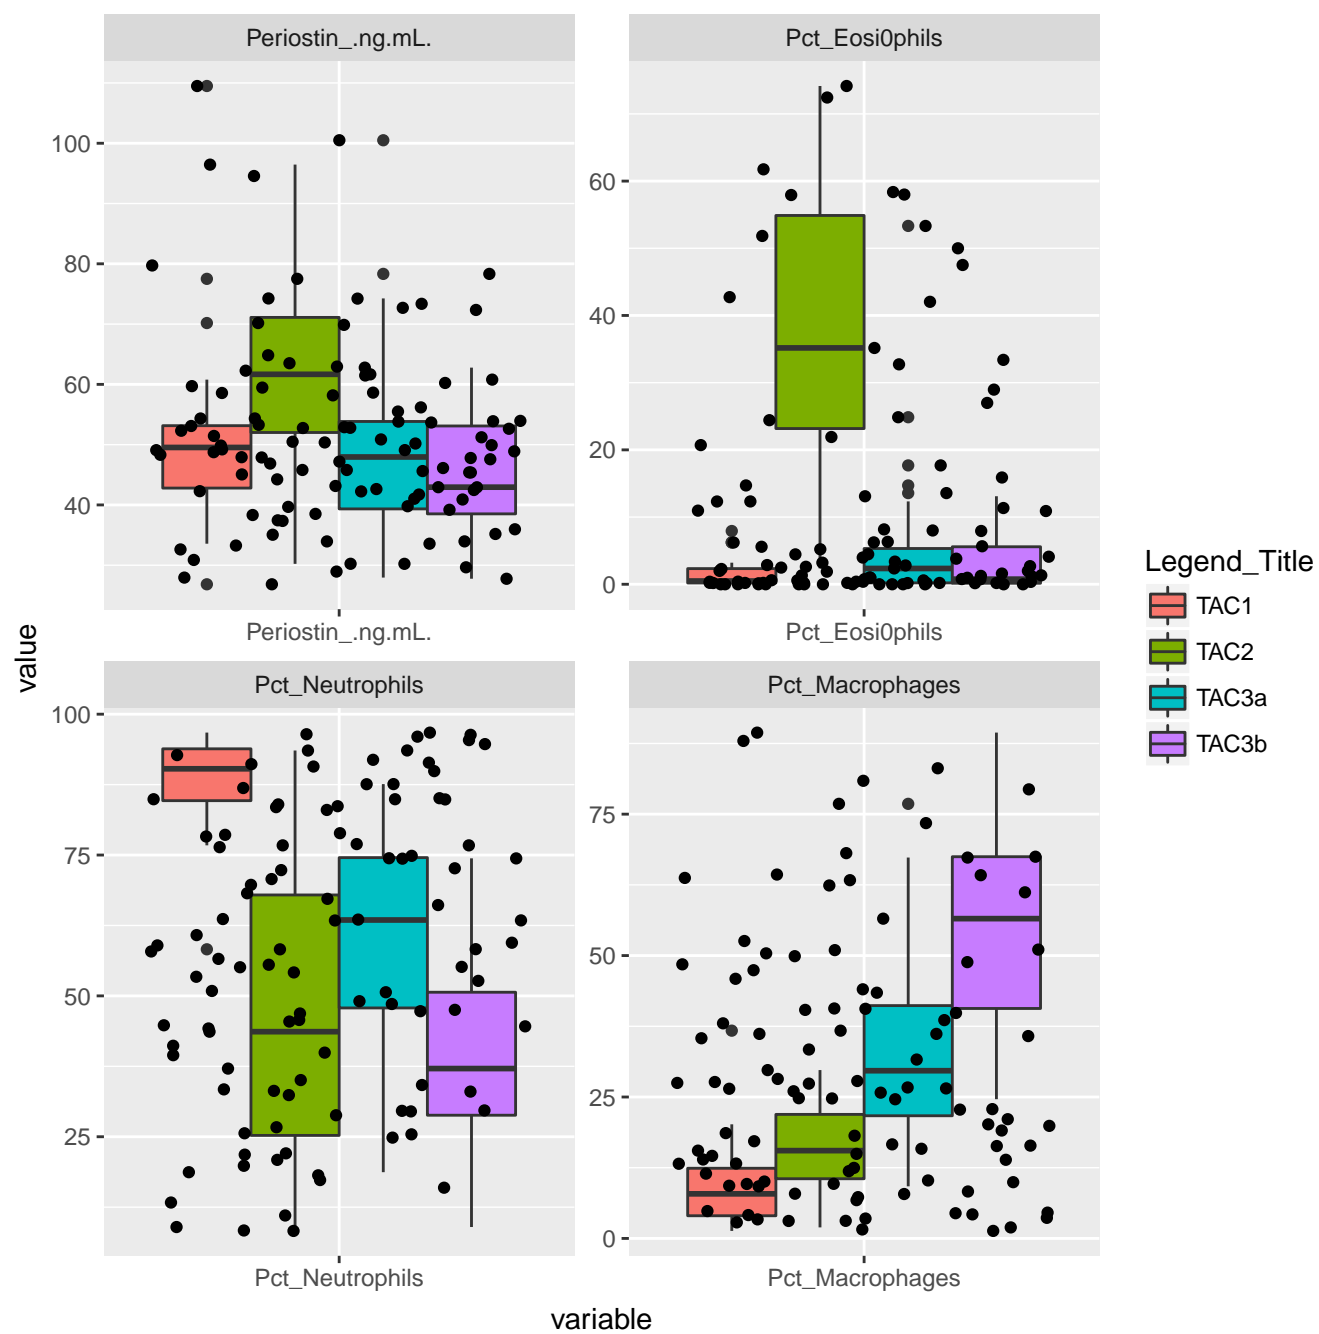 Periostin_.ng.mL.
Pct_Eosi0phils
100
80
60
40
60
40
20
0
Periostin_.ng.mL.
Pct_Eosi0phils
value
Pct_Neutrophils
Pct_Macrophages
100
75
50
25
75
50
25
0
Pct_Neutrophils
Pct_Macrophages
variable
Legend_Title
TAC1
TAC2
TAC3a
TAC3b